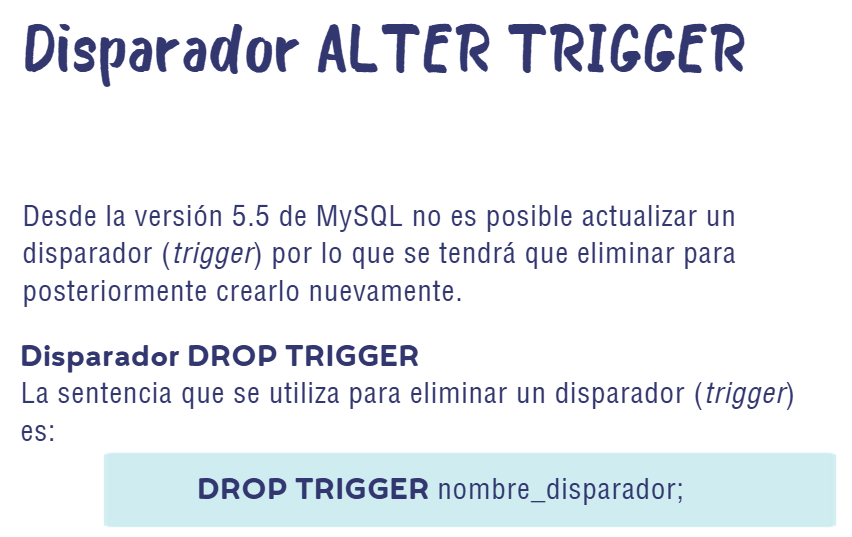 Disparador ALTER TRIGGER
Desde la versión 5.5 de MySQL no es posible actualizar un
disparador (trigger) por lo que se tendrá que eliminar para
posteriormente crearlo nuevamente.
Disparador DROP TRIGGER
La sentencia que se utiliza para eliminar un disparador (trigger)
es:
DROP TRIGGER nombre_disparador;